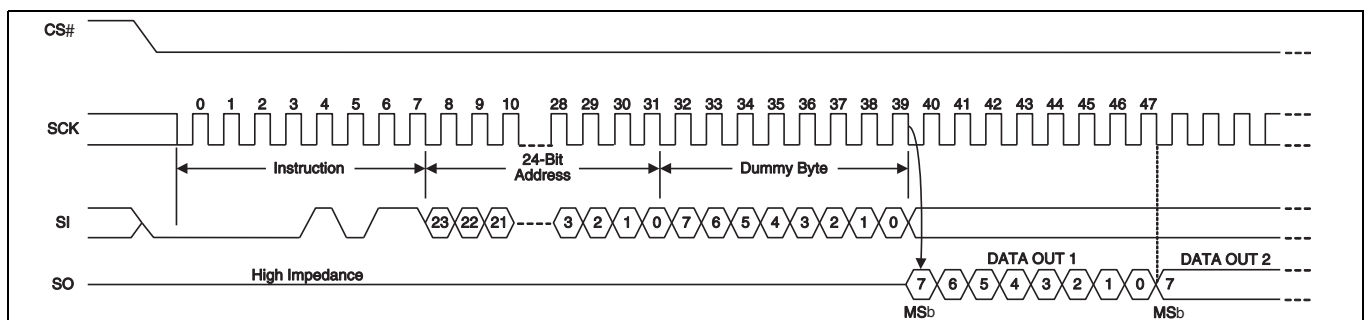 CS#
0 1 2 3 4 5 6 7 8 9 10 28 29 30 31 32 33 34 35 36 37 38 39 40 41 42 43 44 45 46 47
SCK
Instruction
24-Bit
Address
Dummy Byte
SI
23 22 21 3 2 1 0 7 6 5 4 3 2 1 0
High Impedance
DATA OUT 1
DATA OUT 2
SO
7 6 5 4 3 2 1 0 7
MSb
MSb